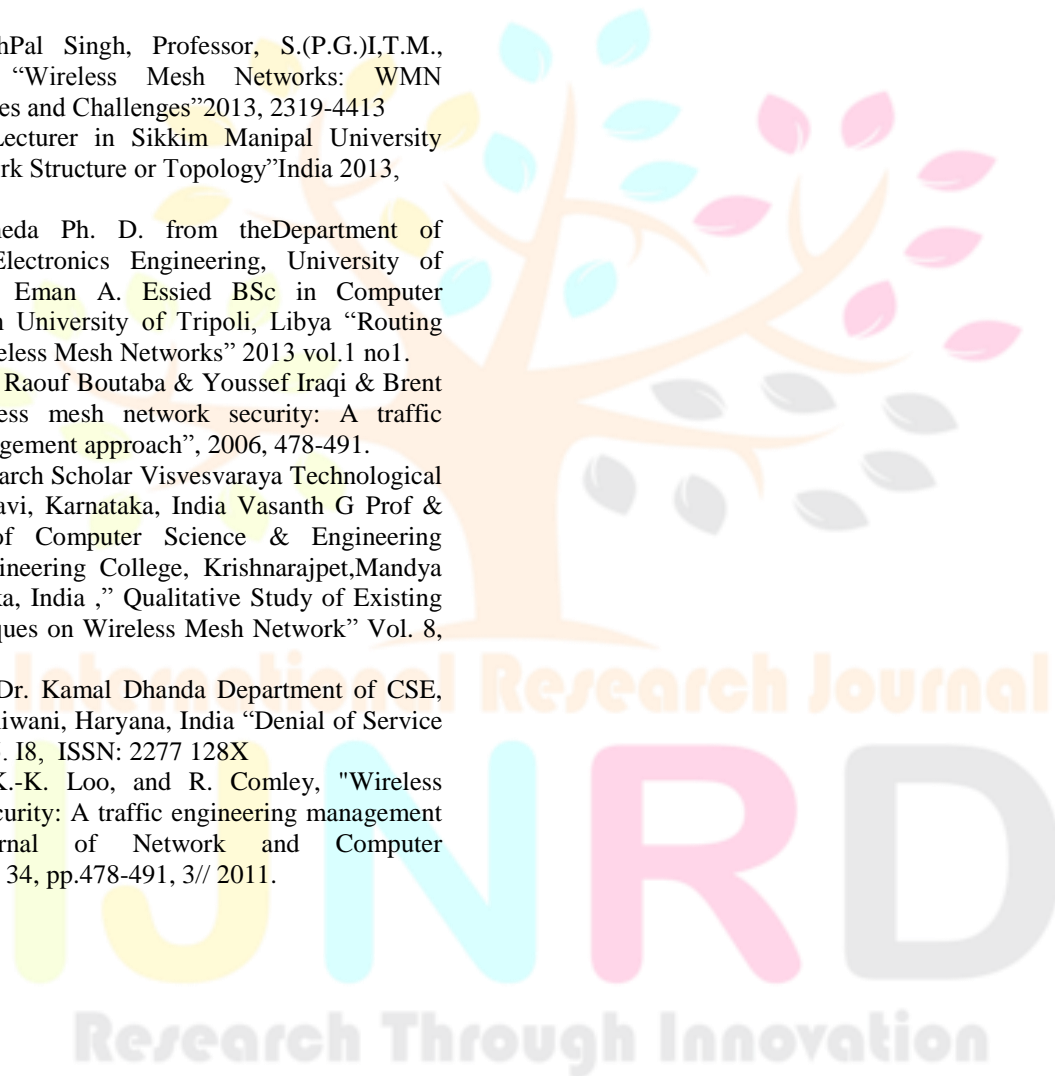 hPal Singh, Professor, S.(P.G.)I,T.M.,
“Wireless Mesh Networks: WMN
es and Challenges”2013, 2319-4413
Lecturer in Sikkim Manipal University
rk Structure or Topology”India 2013,
neda Ph. D. from theDepartment of
Electronics Engineering, University of
Eman A. Essied BSc in Computer
n University of Tripoli, Libya “Routing
eless Mesh Networks” 2013 vol.1 no1.
Raouf Boutaba & Youssef Iraqi & Brent
ess mesh network security: A traffic
gement approach”, 2006, 478-491.
arch Scholar Visvesvaraya Technological
avi, Karnataka, India Vasanth G Prof &
of Computer Science & Engineering
ineering College, Krishnarajpet,Mandya
ka, India ,” Qualitative Study of Existing
ques on Wireless Mesh Network” Vol. 8,
Dr. Kamal Dhanda Department of CSE,
iwani, Haryana, India “Denial of Service
. I8, ISSN: 2277 128X
K.-K. Loo, and R. Comley, "Wireless
curity: A traffic engineering management
rnal of Network and Computer
34, pp.478-491, 3// 2011.
International Research Journal
IJNRD
Research Through Innovation